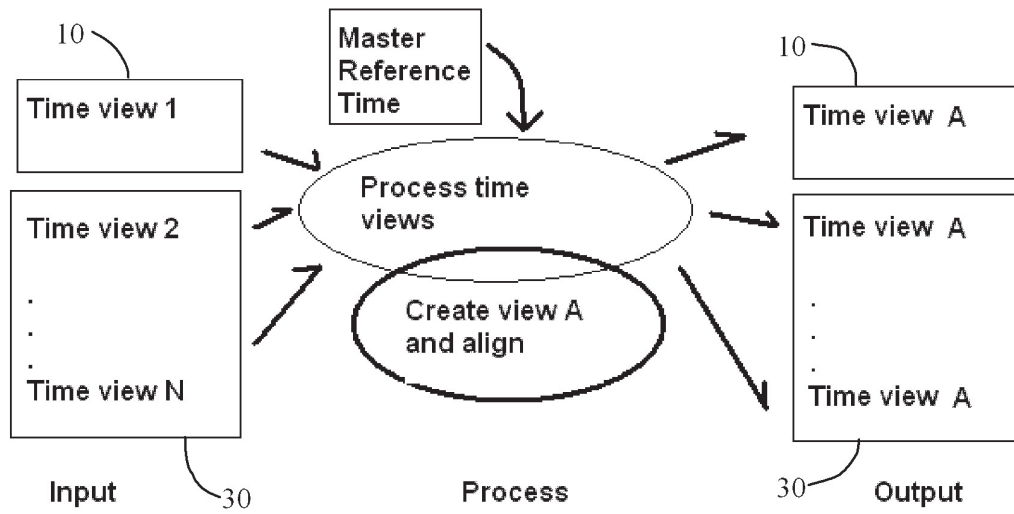 10
Time view 1
Time view 2
.
.
.
Time view N
30
Input
Master
Reference
Time
Process time
views
Create view A
and align
Process
10
Time view A
Time view A
.
.
.
Time view A
30
Output